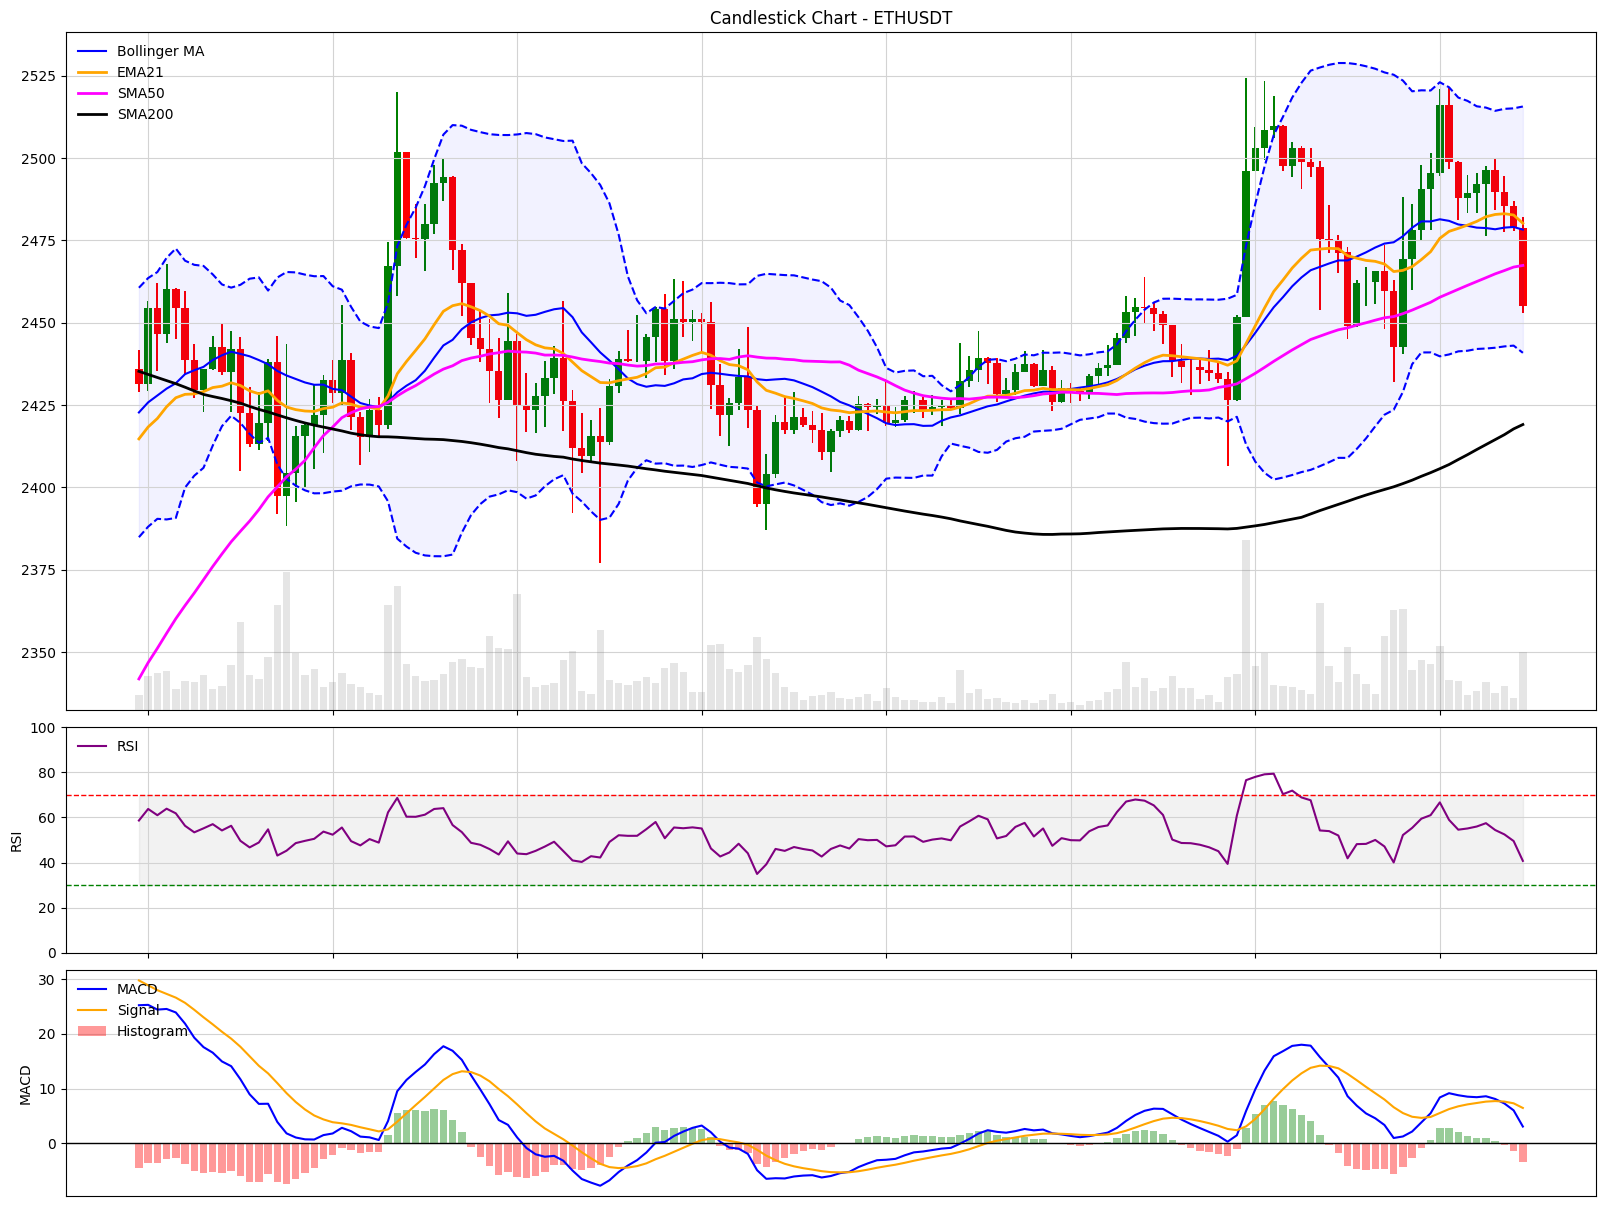 Candlestick Chart - ETHUSDT
Bollinger MA
EMA21
SMA50
SMA200
2525
2500
2475
2450
2425
2400
2375
2350
RSI
100
80
60
40
20
0
RSI
MACD
Signal
Histogram
30
20
10
0
MACD